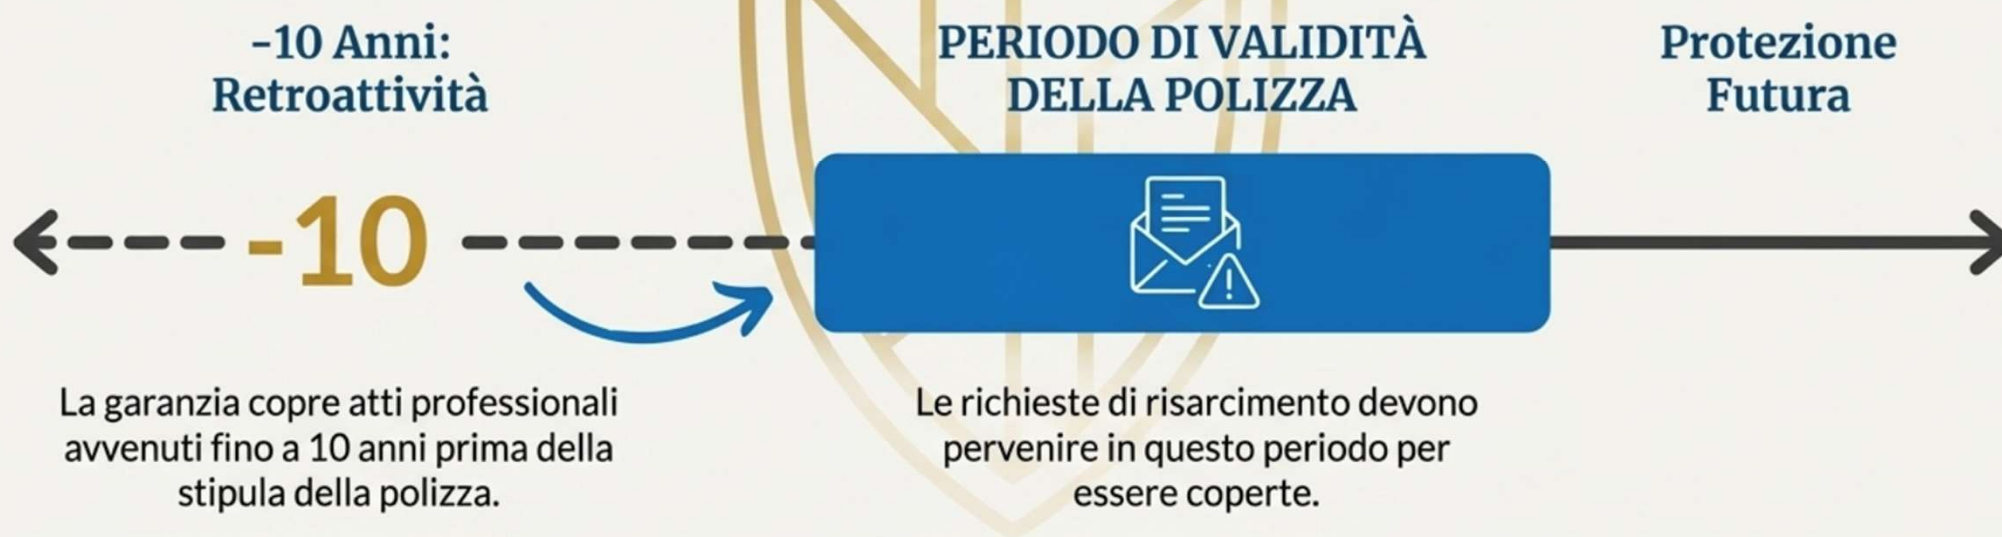 -10 Anni:
Retroattività
PERIODO DI VALIDITÀ
DELLA POLIZZA
Protezione
Futura
-10
La garanzia copre atti professionali
avvenuti fino a 10 anni prima della
stipula della polizza.
Le richieste di risarcimento devono
pervenire in questo periodo per
essere coperte.